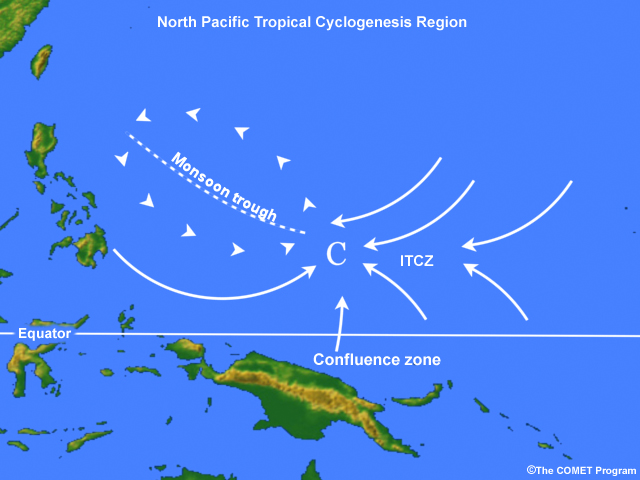 North Pacific Tropical Cyclogenesis Region
Monsoon trough
C
ITCZ
Equator
Confluence zone
©The COMET Program